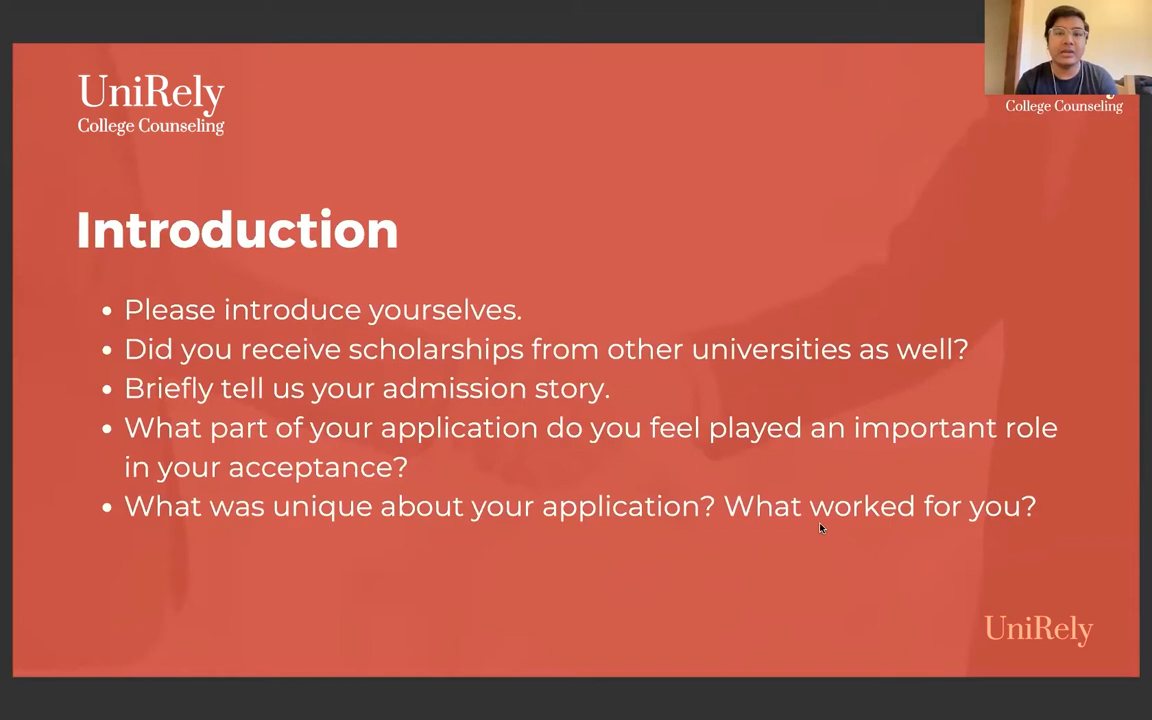 UniRely
College Counseling
College Counseling
Introduction
• Please introduce yourselves.
• Did you receive scholarships from other universities as well?
• Briefly tell us your admission story.
• What part of your application do you feel played an important role
in your acceptance?
• What was unique about your application? What worked for you?
UniRely